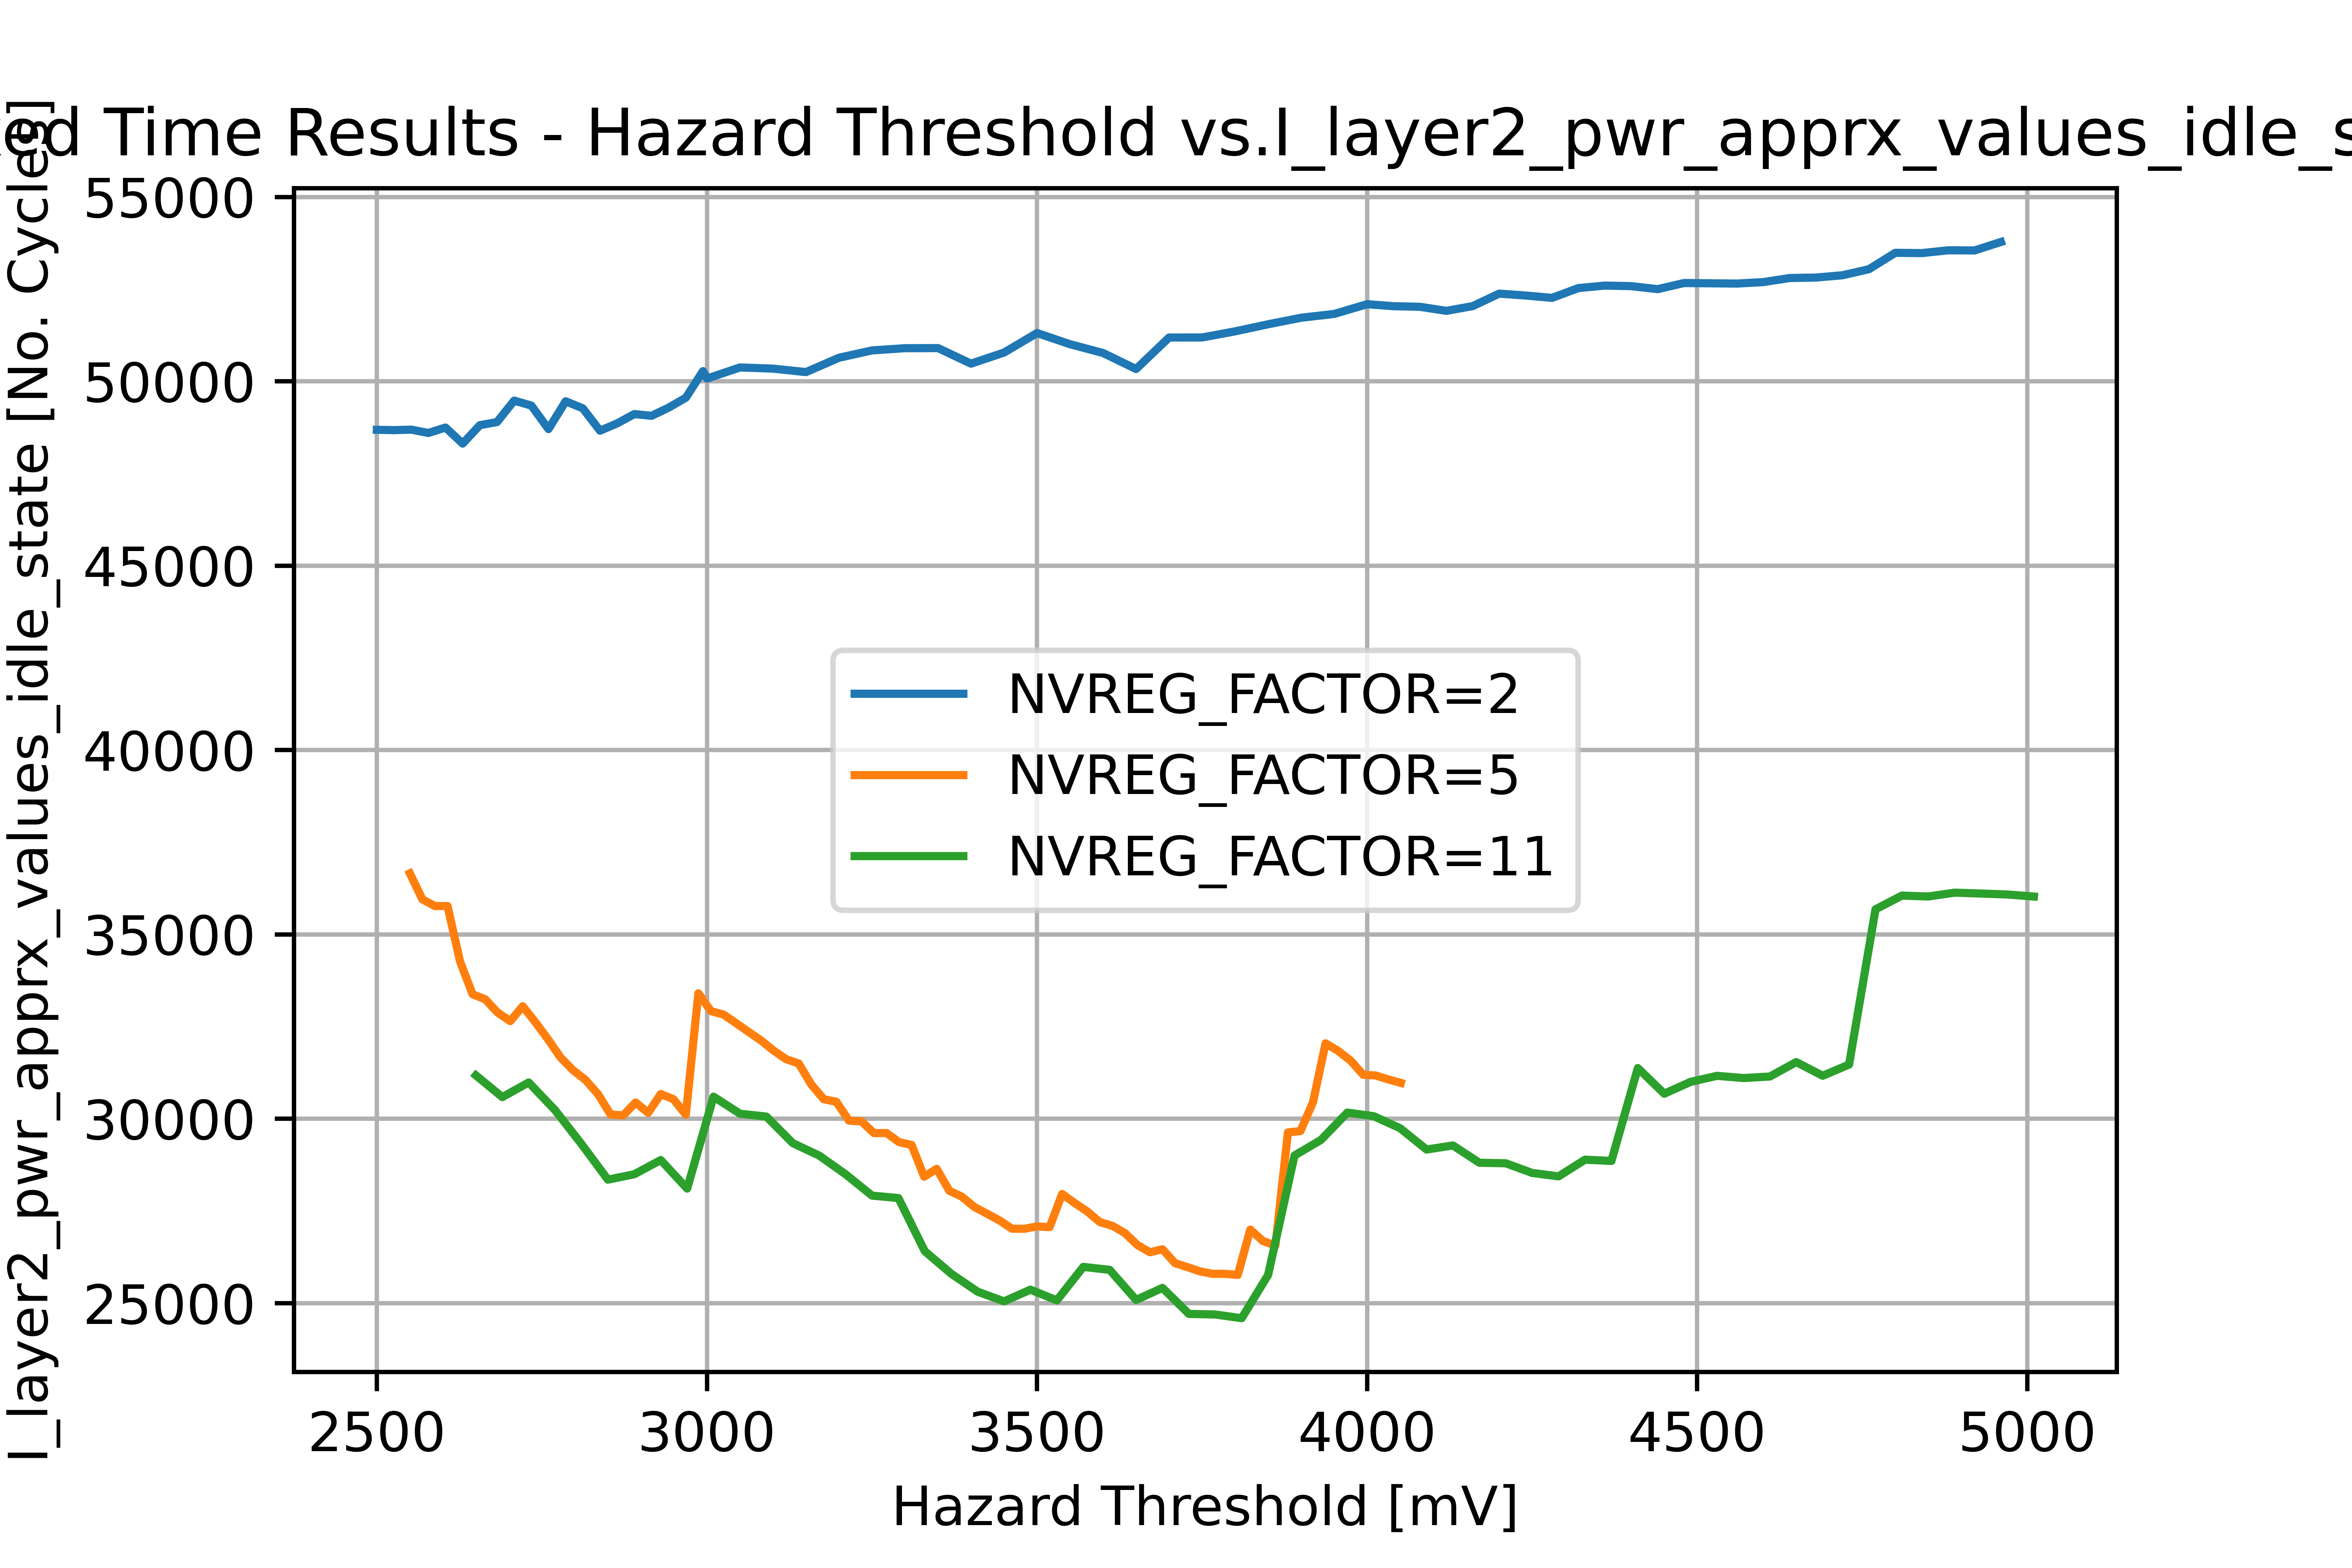 Time Results - Hazard Threshold vs.I_layer2_pwr_apprx_values_idle_s
I_layer2_pwr_apprx_values_idle_state [No. Cycles]
55000
50000
45000
40000
35000
30000
25000
NVREG_FACTOR=2
NVREG_FACTOR=5
NVREG_FACTOR=11
2500 3000 3500 4000 4500 5000
Hazard Threshold [mV]